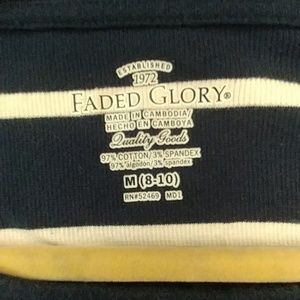 ESTABLISHED
1972
FADED GLORY®
MADE IN CAMBODIA/
HECHO EN CAMBOYA
Quality Goods
97% COTTON/3% SPANDEX
97% algodon/3% spandex
M (8-10)
RN#52469 MD1